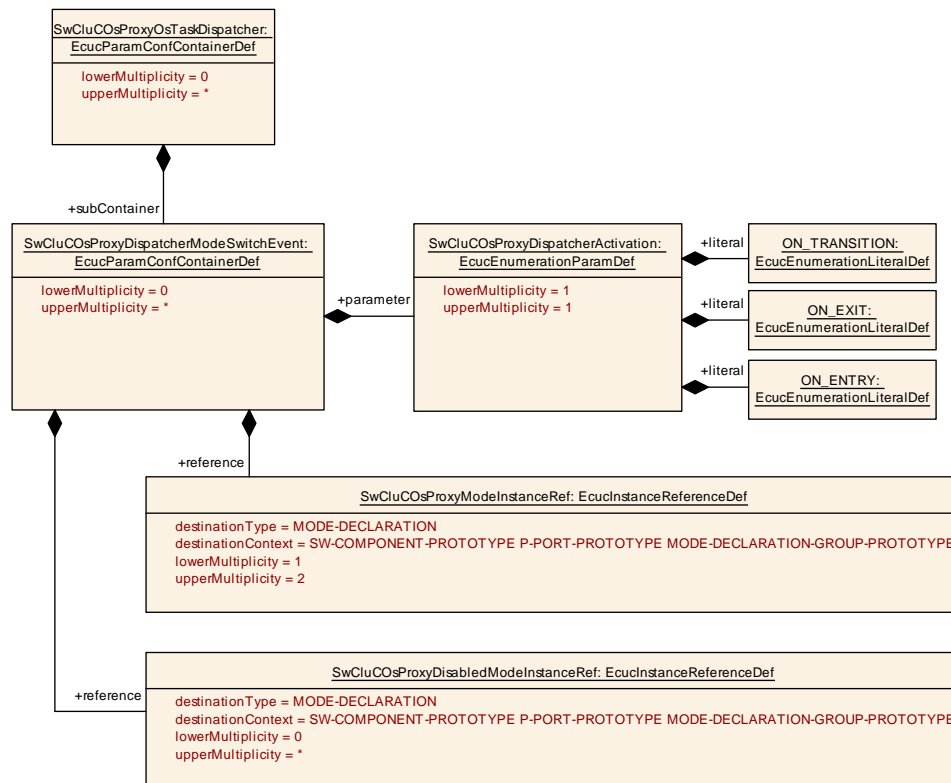 SwCluCOsProxyOsTaskDispatcher:
EcucParamConfContainerDef
lowerMultiplicity = 0
upperMultiplicity = *
+subContainer
SwCluCOsProxyDispatcherModeSwitchEvent:
EcucParamConfContainerDef
lowerMultiplicity = 0
upperMultiplicity = *
+parameter
SwCluCOsProxyDispatcherActivation:
EcucEnumerationParamDef
lowerMultiplicity = 1
upperMultiplicity = 1
+literal
ON_TRANSITION:
EcucEnumerationLiteralDef
+literal
ON_EXIT:
EcucEnumerationLiteralDef
+literal
ON_ENTRY:
EcucEnumerationLiteralDef
+reference
SwCluCOsProxyModeInstanceRef: EcucInstanceReferenceDef
destinationType = MODE-DECLARATION
destinationContext = SW-COMPONENT-PROTOTYPE P-PORT-PROTOTYPE MODE-DECLARATION-GROUP-PROTOTYPE
lowerMultiplicity = 1
upperMultiplicity = 2
+reference
SwCluCOsProxyDisabledModeInstanceRef: EcucInstanceReferenceDef
destinationType = MODE-DECLARATION
destinationContext = SW-COMPONENT-PROTOTYPE P-PORT-PROTOTYPE MODE-DECLARATION-GROUP-PROTOTYPE
lowerMultiplicity = 0
upperMultiplicity = *